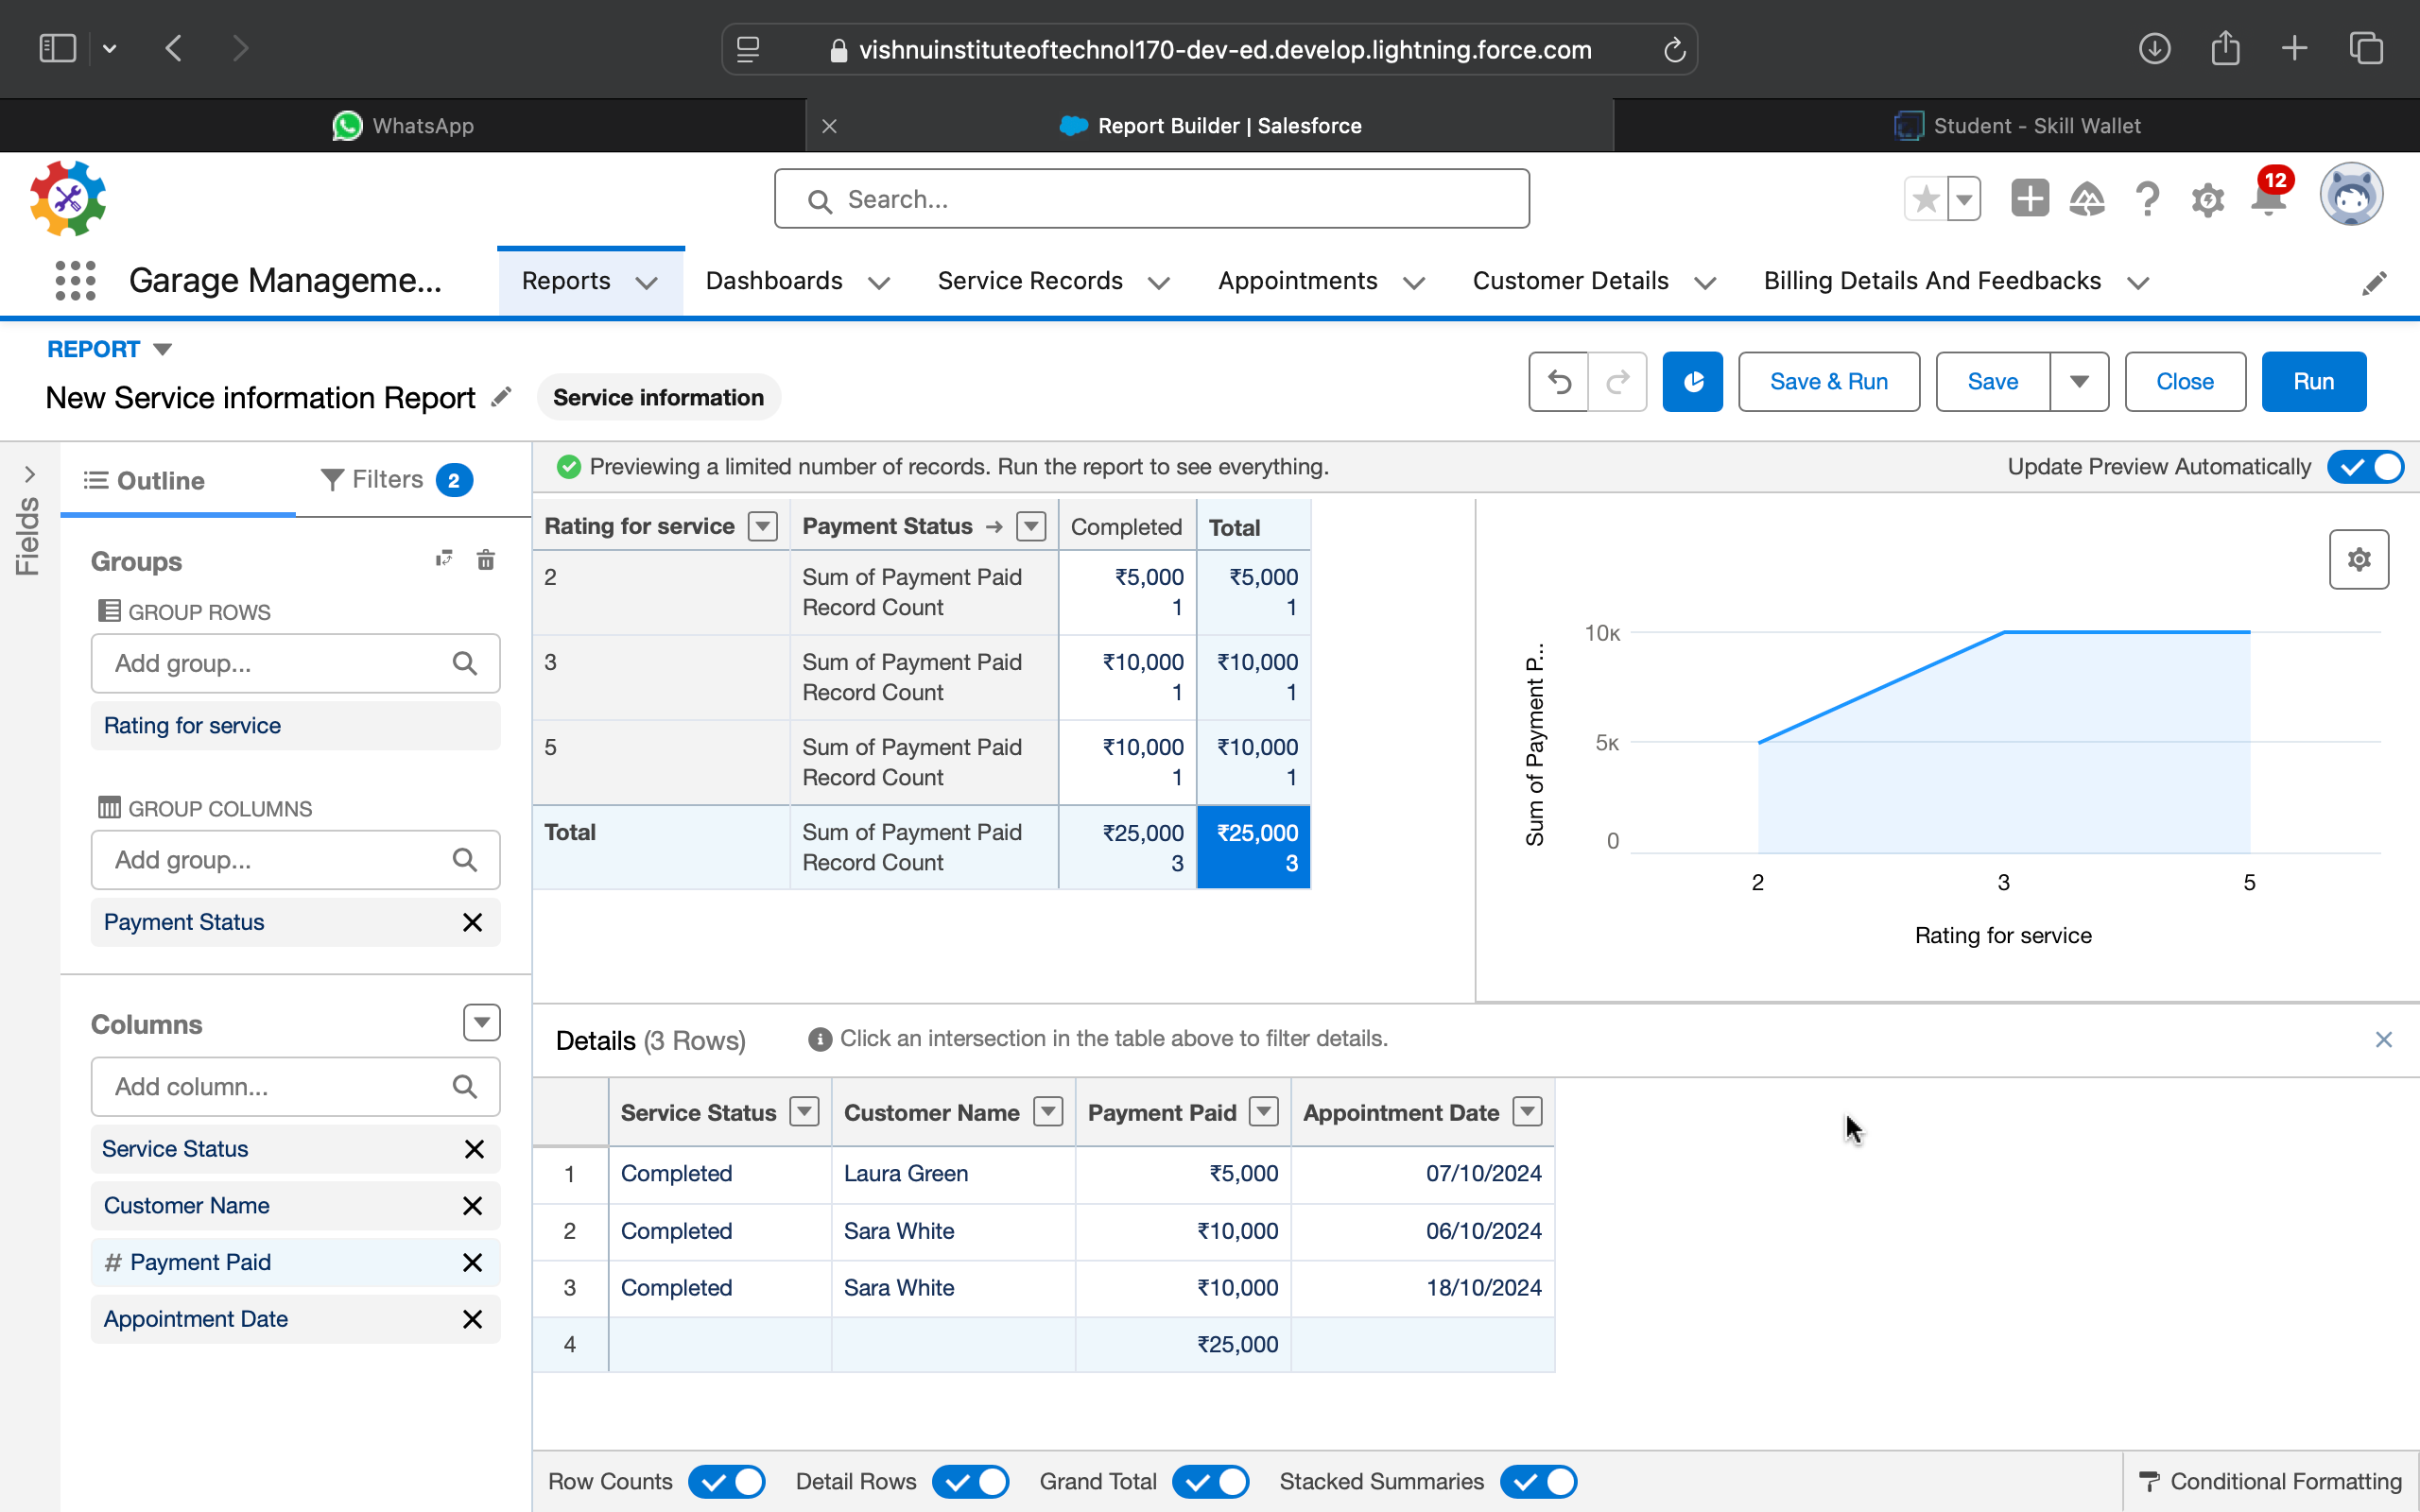 vishnuinstituteoftechnol170-dev-ed.develop.lightning.force.com
WhatsApp
Report Builder | Salesforce
Student - Skill Wallet
Search...
12
Garage Manageme...
Reports
Dashboards
Service Records
Appointments
Customer Details
Billing Details And Feedbacks
REPORT
New Service information Report
Service information
Save & Run
Save
Close
Run
Fields
Outline
Filters 2
Previewing a limited number of records. Run the report to see everything.
Update Preview Automatically
Groups
GROUP ROWS
Add group...
Rating for service
GROUP COLUMNS
Add group...
Payment Status
Columns
Add column...
Service Status
Customer Name
# Payment Paid
Appointment Date
Rating for service Payment Status → Completed Total
2 Sum of Payment Paid ₹5,000 ₹5,000
Record Count 1 1
3 Sum of Payment Paid ₹10,000 ₹10,000
Record Count 1 1
5 Sum of Payment Paid ₹10,000 ₹10,000
Record Count 1 1
Total Sum of Payment Paid ₹25,000 ₹25,000
Record Count 3 3
Sum of Payment P...
10K
5K
0
2 3 5
Rating for service
Details (3 Rows)
Click an intersection in the table above to filter details.
Service Status Customer Name Payment Paid Appointment Date
1 Completed Laura Green ₹5,000 07/10/2024
2 Completed Sara White ₹10,000 06/10/2024
3 Completed Sara White ₹10,000 18/10/2024
4 ₹25,000
Row Counts
Detail Rows
Grand Total
Stacked Summaries
Conditional Formatting